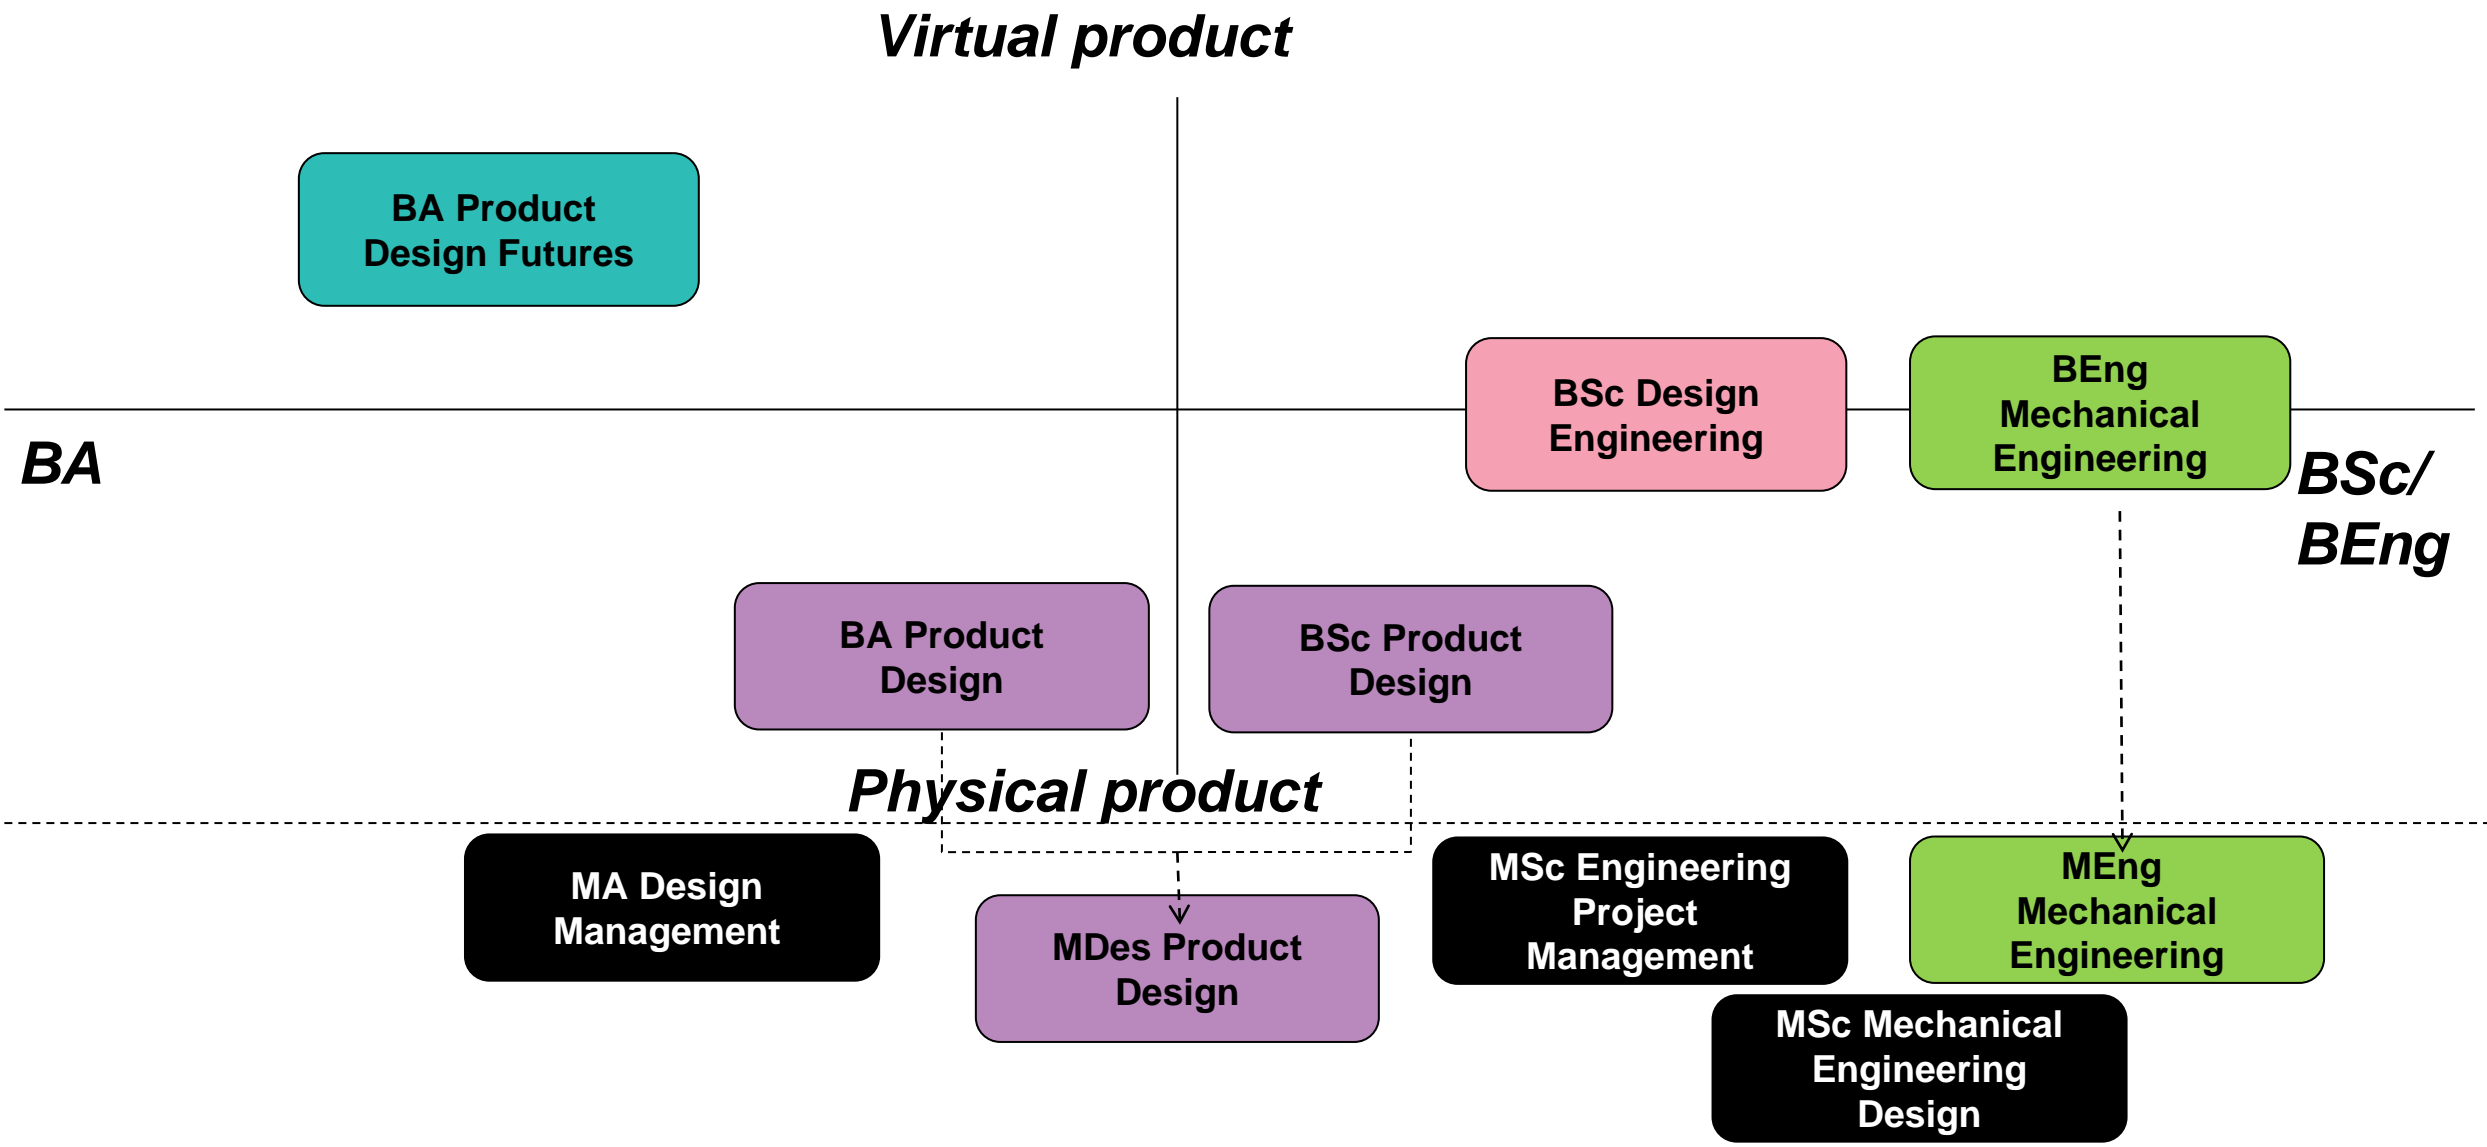 Virtual product
BA Product
Design Futures
BSc Design
Engineering
BEng
Mechanical
Engineering
BA
BSc/
BEng
BA Product
Design
BSc Product
Design
Physical product
MA Design
Management
MDes Product
Design
MSc Engineering
Project
Management
MEng
Mechanical
Engineering
MSc Mechanical
Engineering
Design